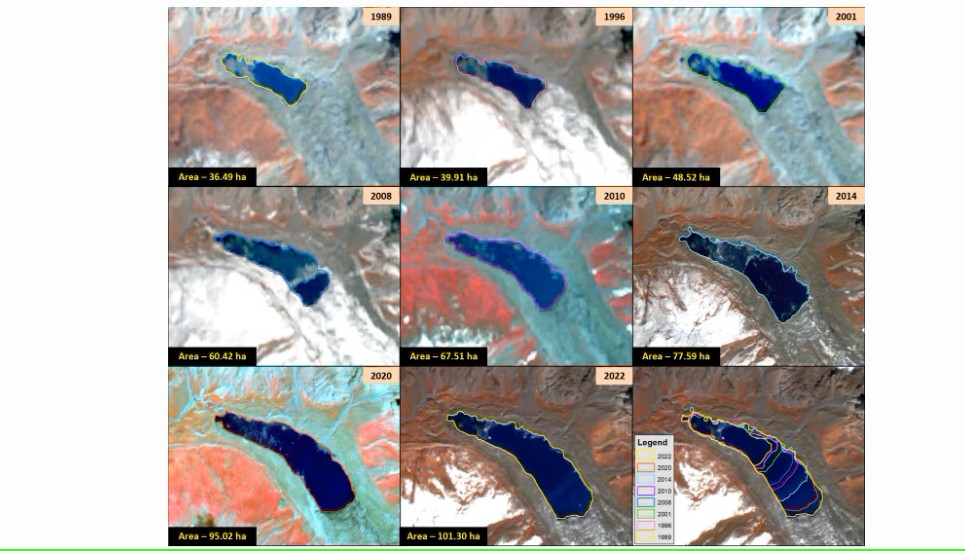 1989
Area – 36.49 ha
1996
Area – 39.91 ha
2001
Area – 48.52 ha
2008
Area – 60.42 ha
2010
Area – 67.51 ha
2014
Area – 77.59 ha
2020
Area – 95.02 ha
2022
Area – 101.30 ha
Legend
2022
2020
2014
2010
2008
2001
1996
1989